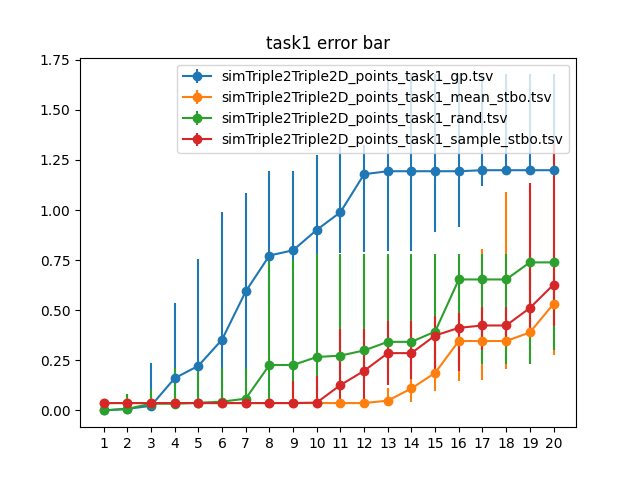 task1 error bar
simTriple2Triple2D_points_task1_gp.tsv
simTriple2Triple2D_points_task1_mean_stbo.tsv
simTriple2Triple2D_points_task1_rand.tsv
simTriple2Triple2D_points_task1_sample_stbo.tsv
1.75
1.50
1.25
1.00
0.75
0.50
0.25
0.00
1 2 3 4 5 6 7 8 9 10 11 12 13 14 15 16 17 18 19 20